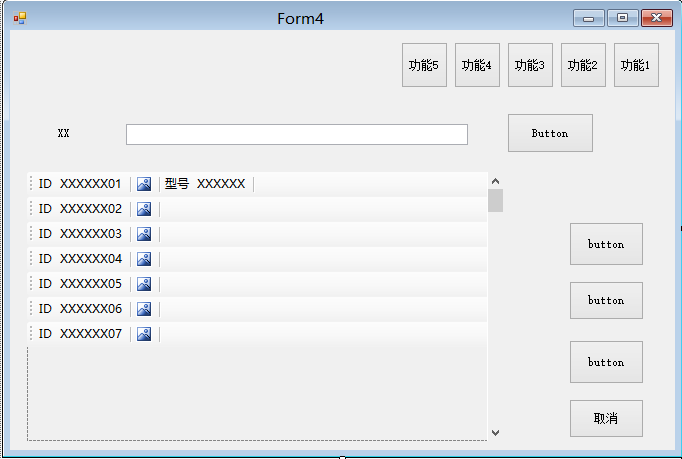 Form4
功能5 功能4 功能3 功能2 功能1
XX Button
ID XXXXXX01 型号 XXXXXX
ID XXXXXX02
ID XXXXXX03
ID XXXXXX04
ID XXXXXX05
ID XXXXXX06
ID XXXXXX07
button
button
button
取消